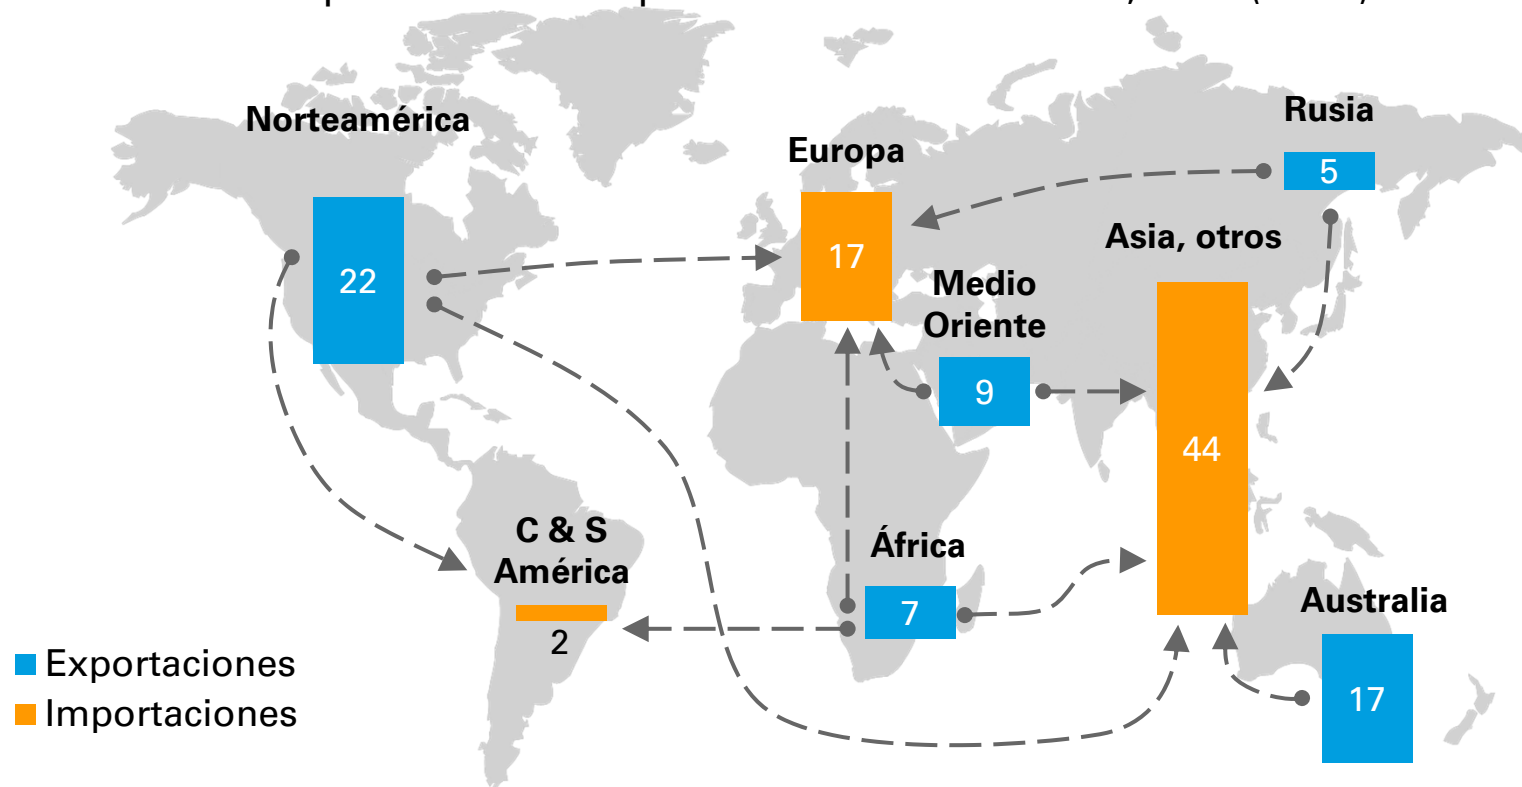 Norteamérica
Rusia
Europa
5
Asia, otros
17
22
Medio
Oriente
9
44
C & S
América
África
Australia
7
2
Exportaciones
Importaciones
17